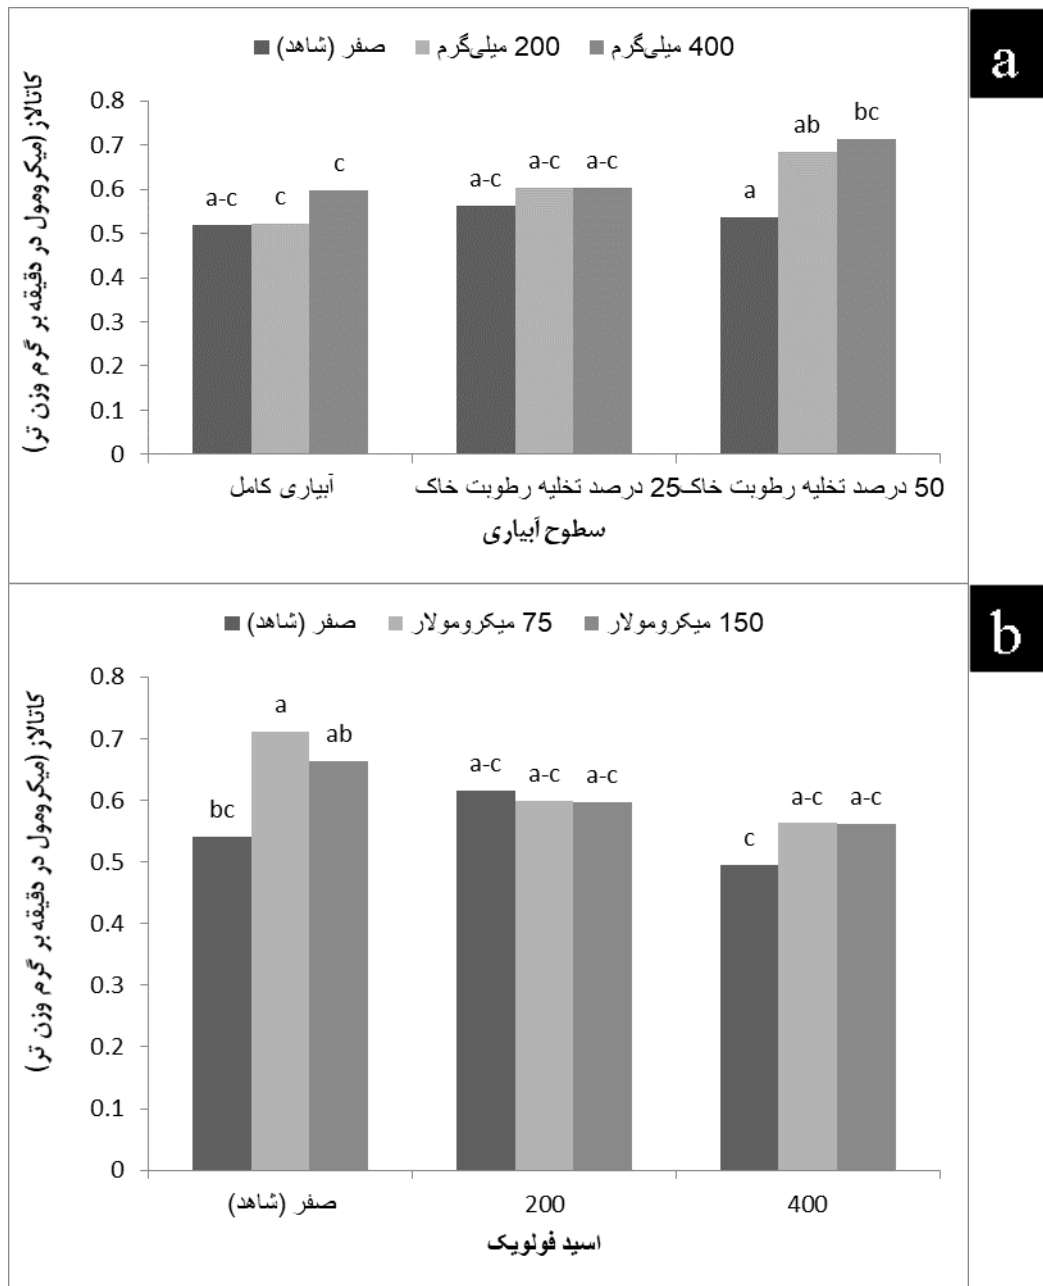 صفر (شاهد) 200 میلی‌گرم 400 میلی‌گرم
a
کاتالاز (میکرومول در دقیقه بر گرم وزن تر)
0.8
0.7
0.6
0.5
0.4
0.3
0.2
0.1
0
a-c c c a-c a-c a-c a ab bc
آبیاری کامل 25 درصد تخلیه رطوبت خاک 50 درصد تخلیه رطوبت خاک
سطوح آبیاری
صفر (شاهد) 75 میکرومولار 150 میکرومولار
b
کاتالاز (میکرومول در دقیقه بر گرم وزن تر)
0.8
0.7
0.6
0.5
0.4
0.3
0.2
0.1
0
bc a ab a-c a-c a-c c a-c a-c
صفر (شاهد) 200 400
اسید فولویک